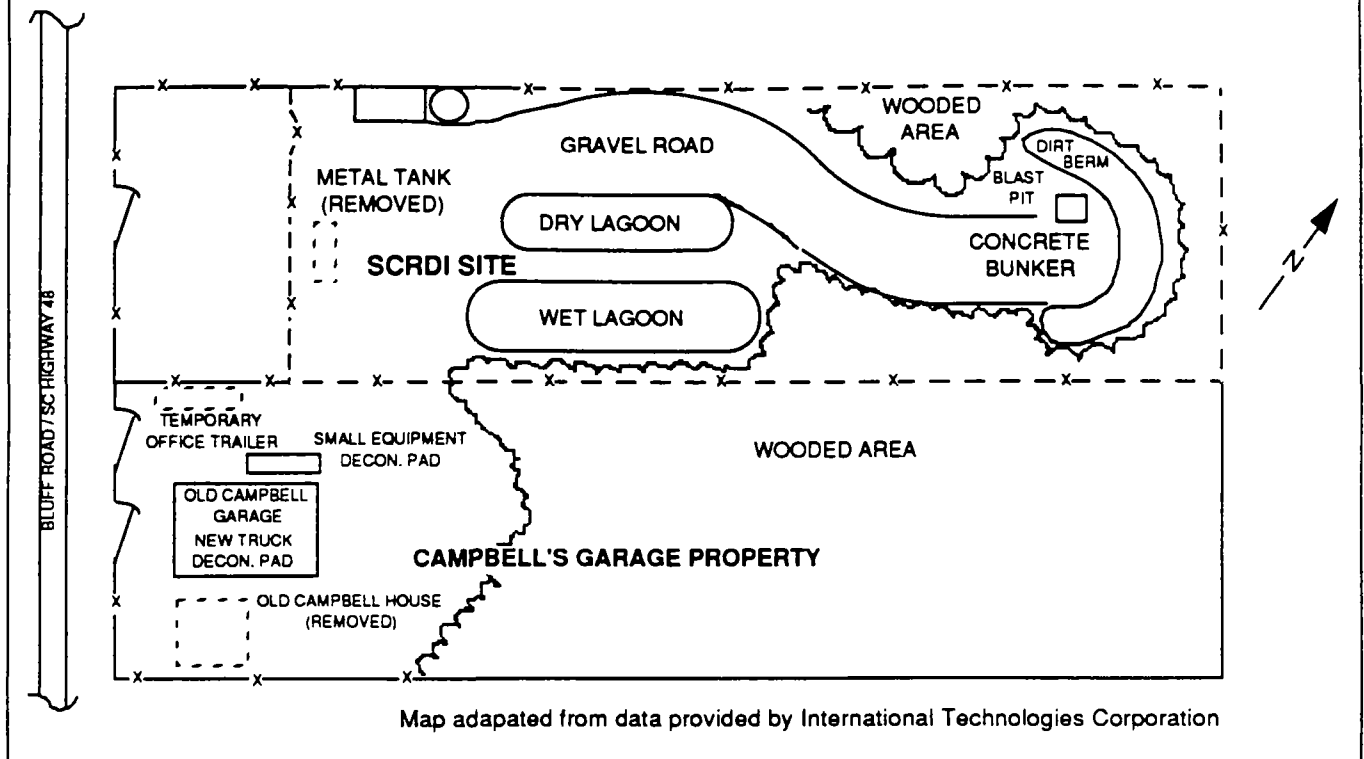 BLUFF ROAD / SC HIGHWAY 48
WOODED
AREA
GRAVEL ROAD
DIRT
BERM
BLAST
PIT
METAL TANK
(REMOVED)
DRY LAGOON
CONCRETE
BUNKER
SCRDI SITE
WET LAGOON
N
TEMPORARY
OFFICE TRAILER
SMALL EQUIPMENT
DECON. PAD
WOODED AREA
OLD CAMPBELL
GARAGE
NEW TRUCK
DECON. PAD
CAMPBELL'S GARAGE PROPERTY
OLD CAMPBELL HOUSE
(REMOVED)
Map adapated from data provided by International Technologies Corporation